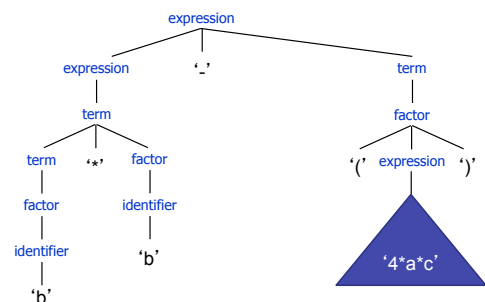 expression
expression ‘-’ term
term factor
term ‘*’ factor ‘(’ expression ‘)’
factor identifier
identifier ‘b’ ‘4*a*c’
‘b’